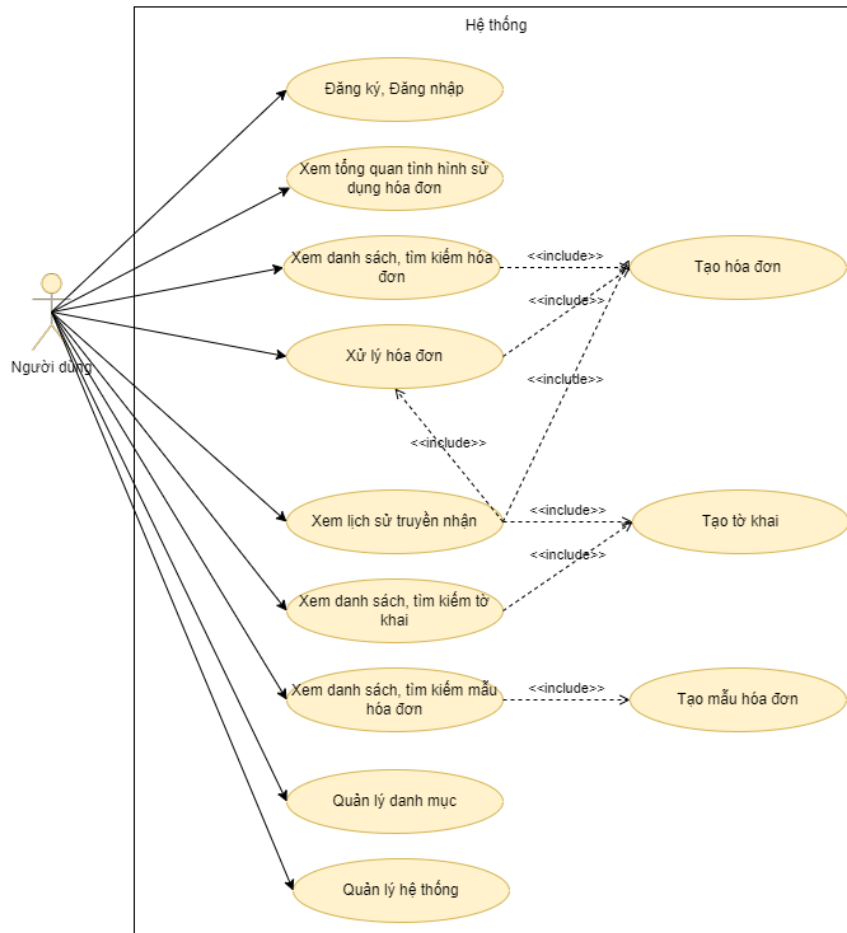 Hệ thống
Đăng ký, Đăng nhập
Xem tổng quan tình hình sử
dụng hóa đơn
Xem danh sách, tìm kiếm hóa
đơn
<<include>>
Tạo hóa đơn
<<include>>
Xử lý hóa đơn
Người dùng
<<include>>
<<include>>
Xem lịch sử truyền nhận
<<include>>
Tạo tờ khai
<<include>>
Xem danh sách, tìm kiếm tờ
khai
Xem danh sách, tìm kiếm mẫu
hóa đơn
<<include>>
Tạo mẫu hóa đơn
Quản lý danh mục
Quản lý hệ thống